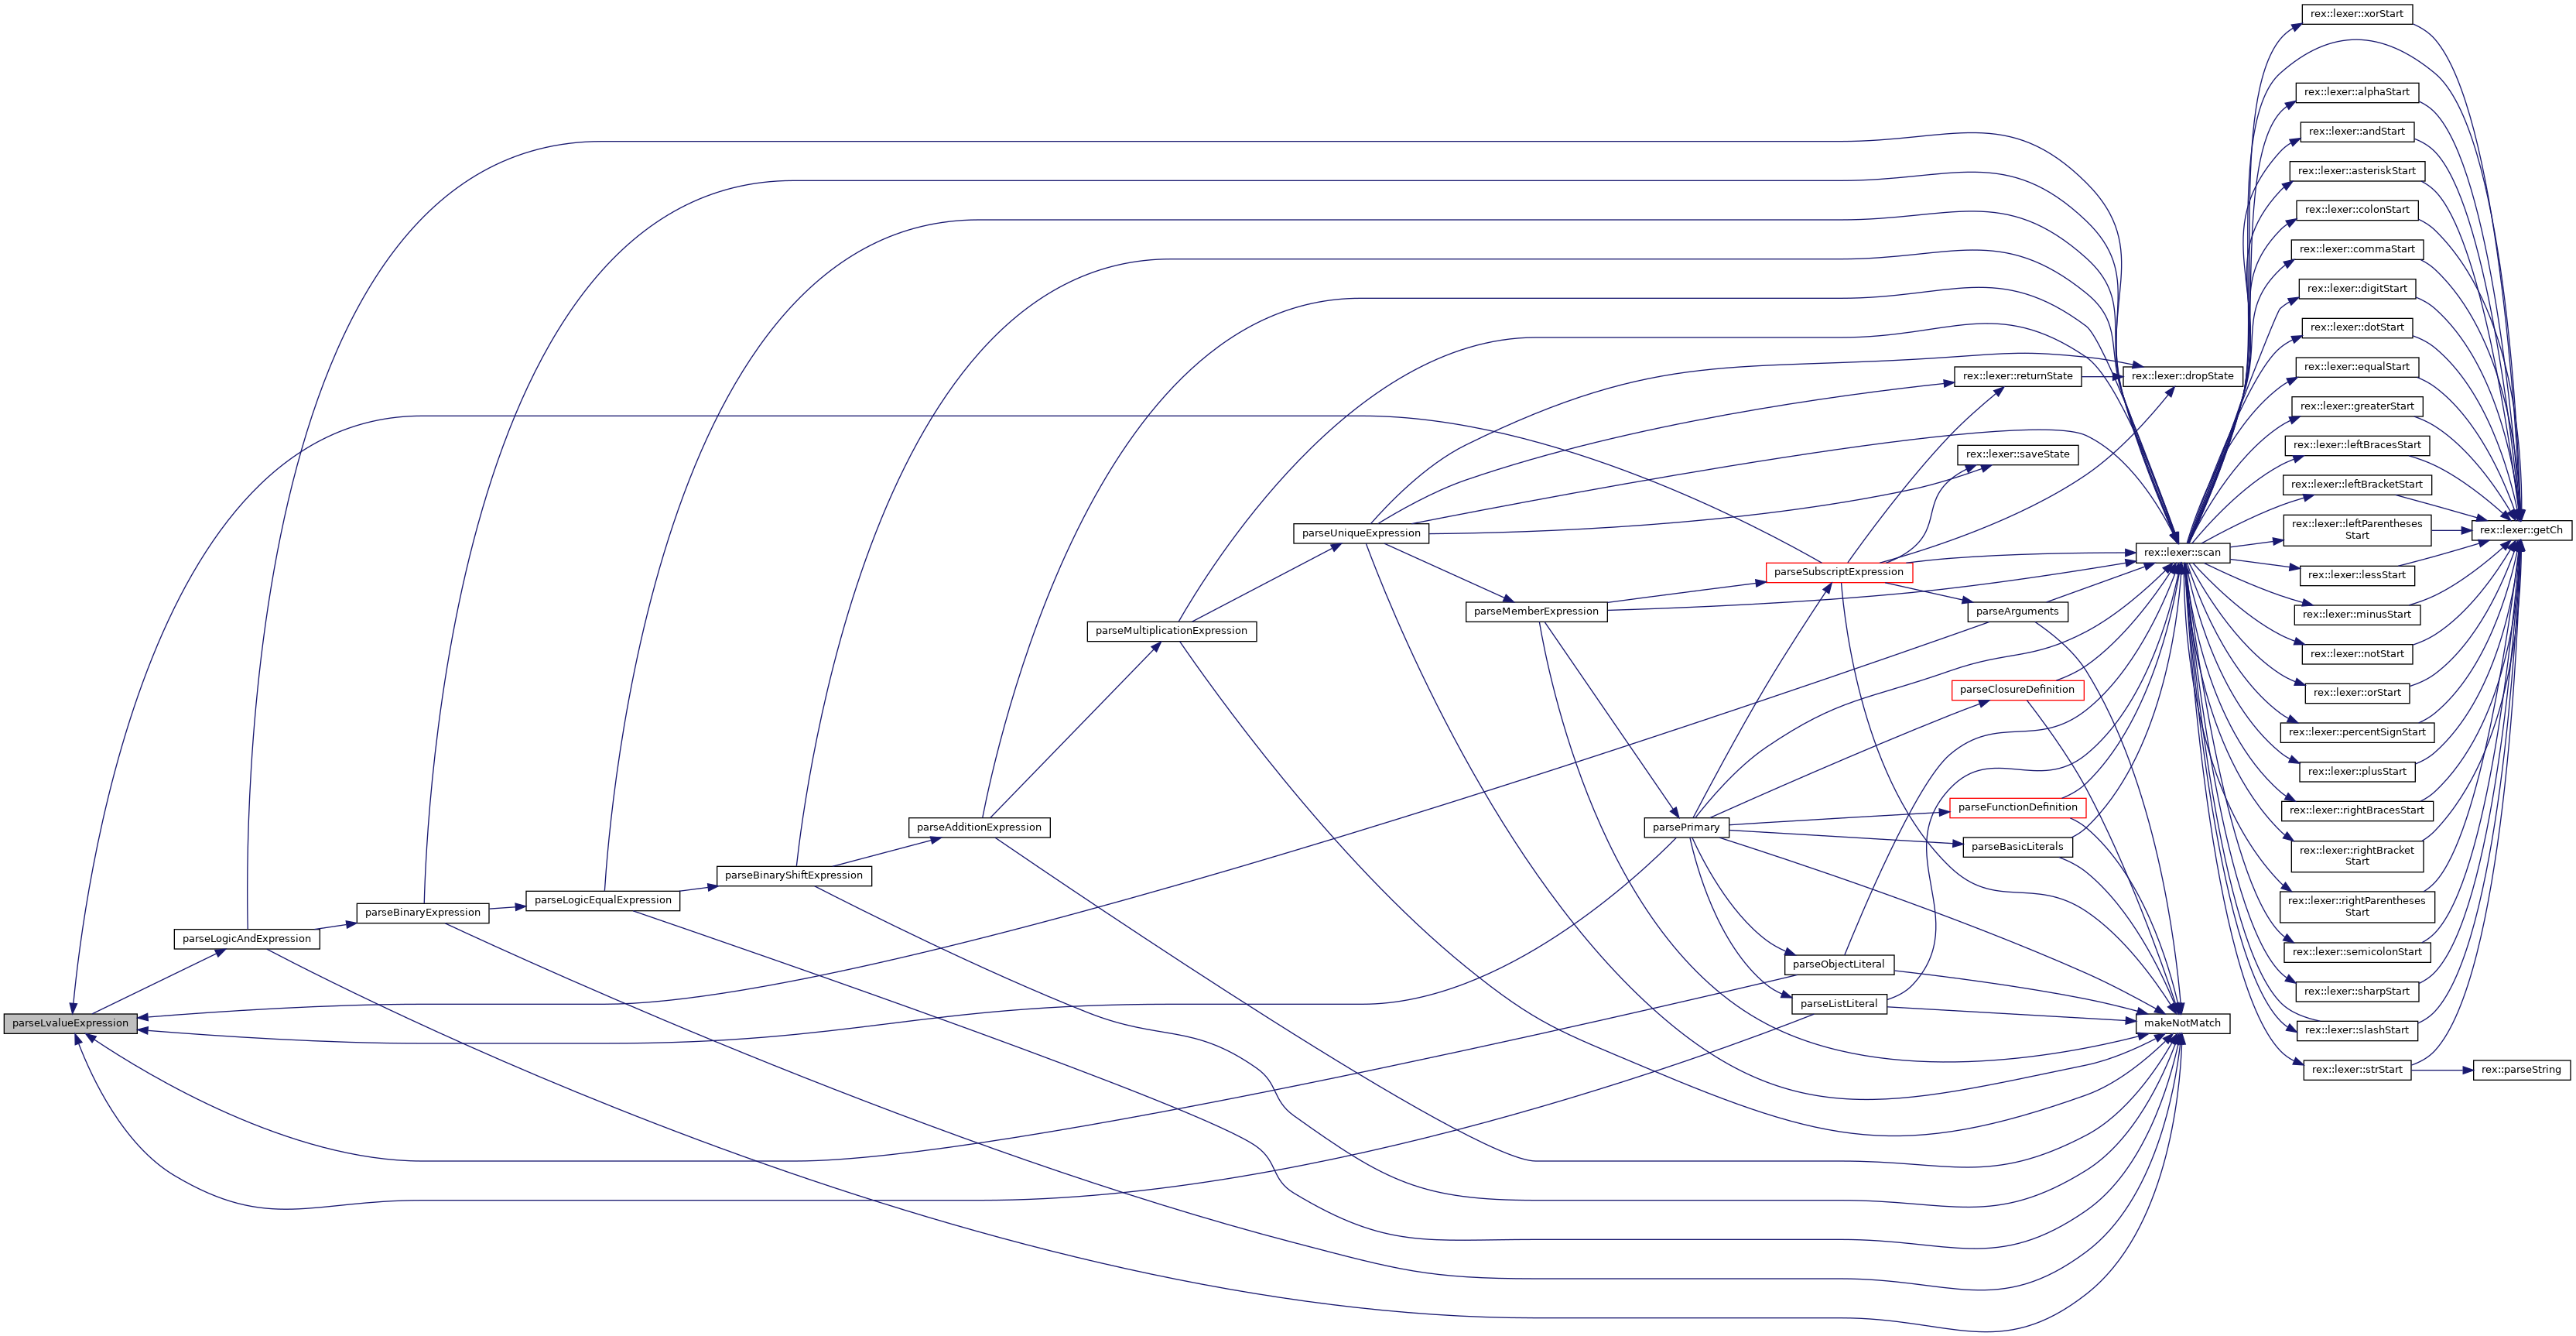 parseLvalueExpression
parseLogicAndExpression
parseBinaryExpression
parseLogicEqualExpression
parseBinaryShiftExpression
parseAdditionExpression
parseMultiplicationExpression
parseUniqueExpression
parseMemberExpression
parsePrimary
parseSubscriptExpression
parseObjectLiteral
parseListLiteral
rex::lexer::returnState
rex::lexer::saveState
parseArguments
parseClosureDefinition
parseFunctionDefinition
parseBasicLiterals
rex::lexer::dropState
rex::lexer::scan
makeNotMatch
rex::lexer::xorStart
rex::lexer::alphaStart
rex::lexer::andStart
rex::lexer::asteriskStart
rex::lexer::colonStart
rex::lexer::commaStart
rex::lexer::digitStart
rex::lexer::dotStart
rex::lexer::equalStart
rex::lexer::greaterStart
rex::lexer::leftBracesStart
rex::lexer::leftBracketStart
rex::lexer::leftParentheses
Start
rex::lexer::lessStart
rex::lexer::minusStart
rex::lexer::notStart
rex::lexer::orStart
rex::lexer::percentSignStart
rex::lexer::plusStart
rex::lexer::rightBracesStart
rex::lexer::rightBracket
Start
rex::lexer::rightParentheses
Start
rex::lexer::semicolonStart
rex::lexer::sharpStart
rex::lexer::slashStart
rex::lexer::strStart
rex::lexer::getCh
rex::parseString